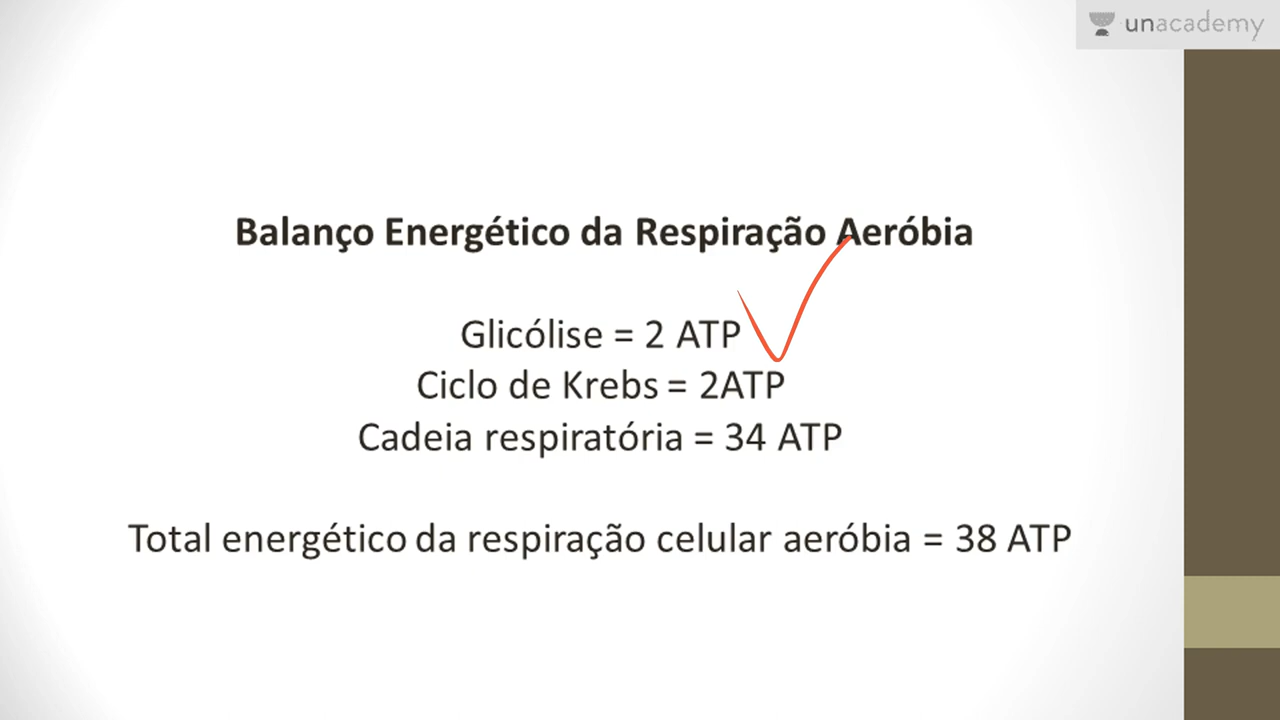 unacademy
Balanço Energético da Respiração Aeróbia
Glicólise = 2 ATP
Ciclo de Krebs = 2ATP
Cadeia respiratória = 34 ATP
Total energético da respiração celular aeróbia = 38 ATP